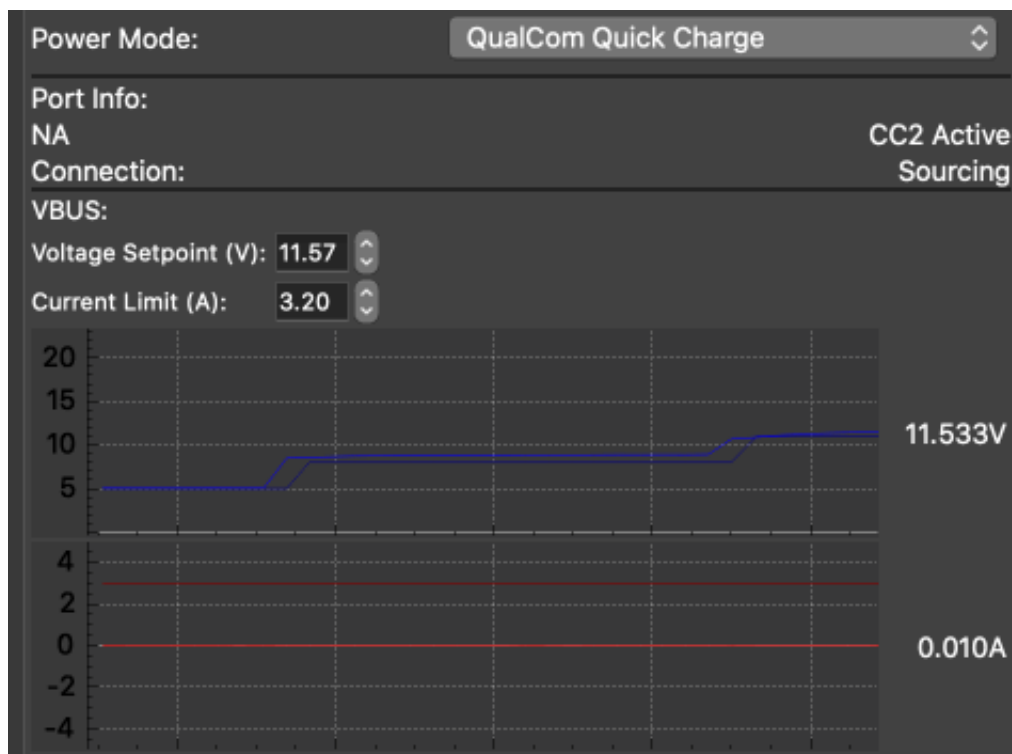 Power Mode: QualCom Quick Charge
Port Info:
NA CC2 Active
Connection: Sourcing
VBUS:
Voltage Setpoint (V): 11.57
Current Limit (A): 3.20
20
15
10 11.533V
5
4
2
0 0.010A
-2
-4